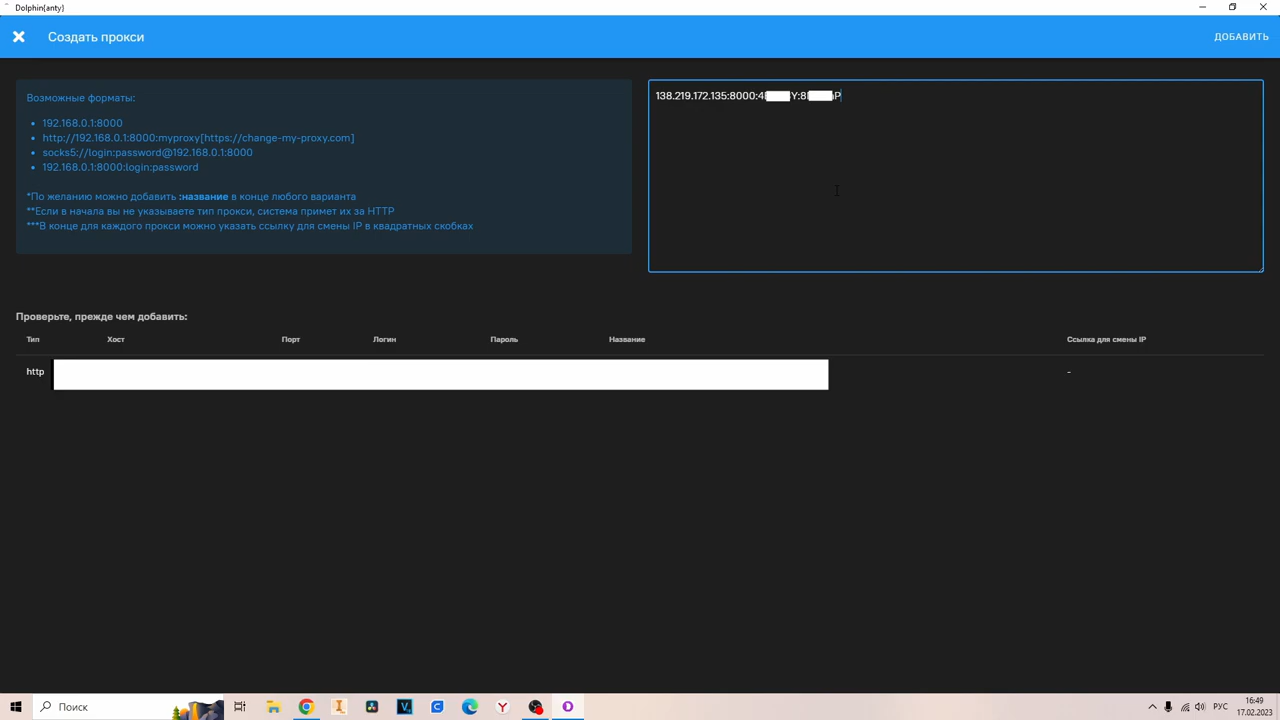 Dolphin{anty}
Создать прокси
ДОБАВИТЬ
Возможные форматы:
192.168.0.1:8000
http://192.168.0.1:8000:myproxy[https://change-my-proxy.com]
socks5://login:password@192.168.0.1:8000
192.168.0.1:8000:login:password
*По желанию можно добавить :название в конце любого варианта
**Если в начала вы не указываете тип прокси, система примет их за HTTP
***В конце для каждого прокси можно указать ссылку для смены IP в квадратных скобках
138.219.172.135:8000:4 Y:8 P
Проверьте, прежде чем добавить:
Тип Хост Порт Логин Пароль Название Ссылка для смены IP
http -
Поиск
РУС
16:49
17.02.2023